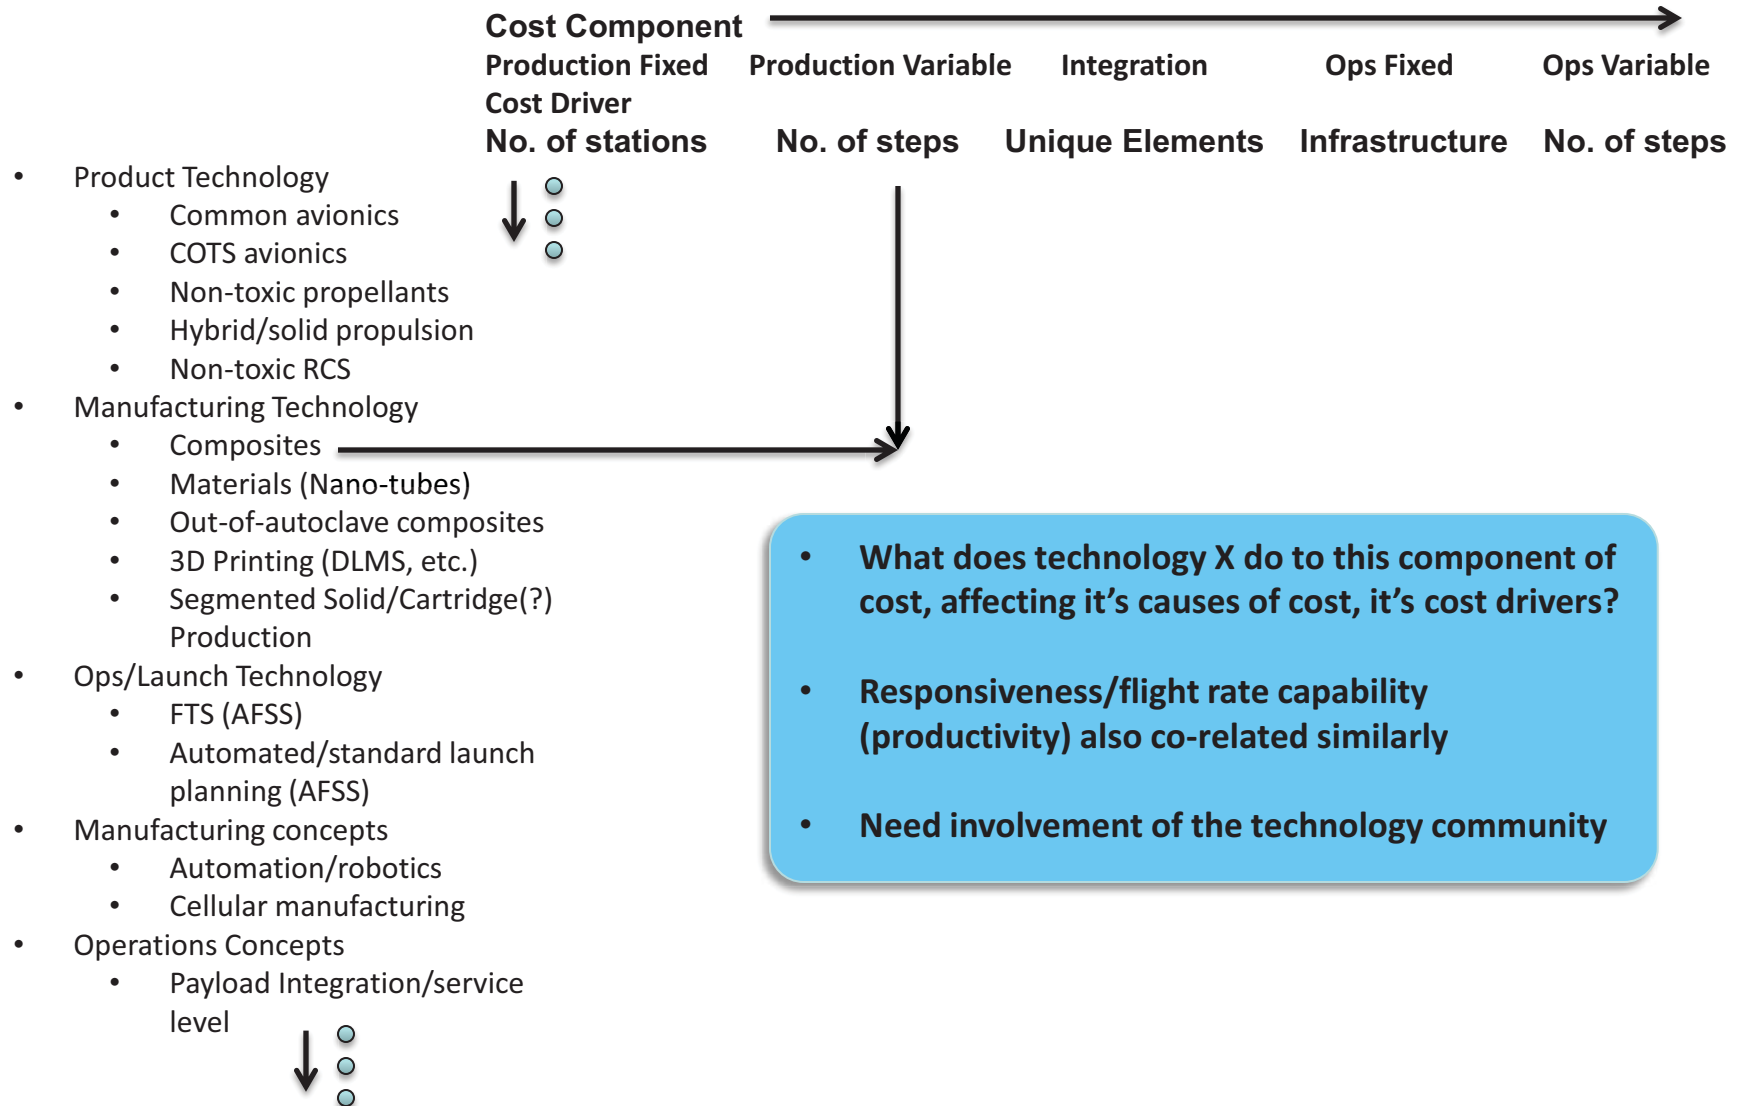 Cost Component
Production Fixed Production Variable Integration Ops Fixed Ops Variable
Cost Driver
No. of stations No. of steps Unique Elements Infrastructure No. of steps
• Product Technology
• Common avionics
• COTS avionics
• Non-toxic propellants
• Hybrid/solid propulsion
• Non-toxic RCS
• Manufacturing Technology
• Composites
• Materials (Nano-tubes)
• Out-of-autoclave composites
• 3D Printing (DLMS, etc.)
• Segmented Solid/Cartridge(?)
Production
• Ops/Launch Technology
• FTS (AFSS)
• Automated/standard launch
planning (AFSS)
• Manufacturing concepts
• Automation/robotics
• Cellular manufacturing
• Operations Concepts
• Payload Integration/service
level
• What does technology X do to this component of
cost, affecting it’s causes of cost, it’s cost drivers?
• Responsiveness/flight rate capability
(productivity) also co-related similarly
• Need involvement of the technology community